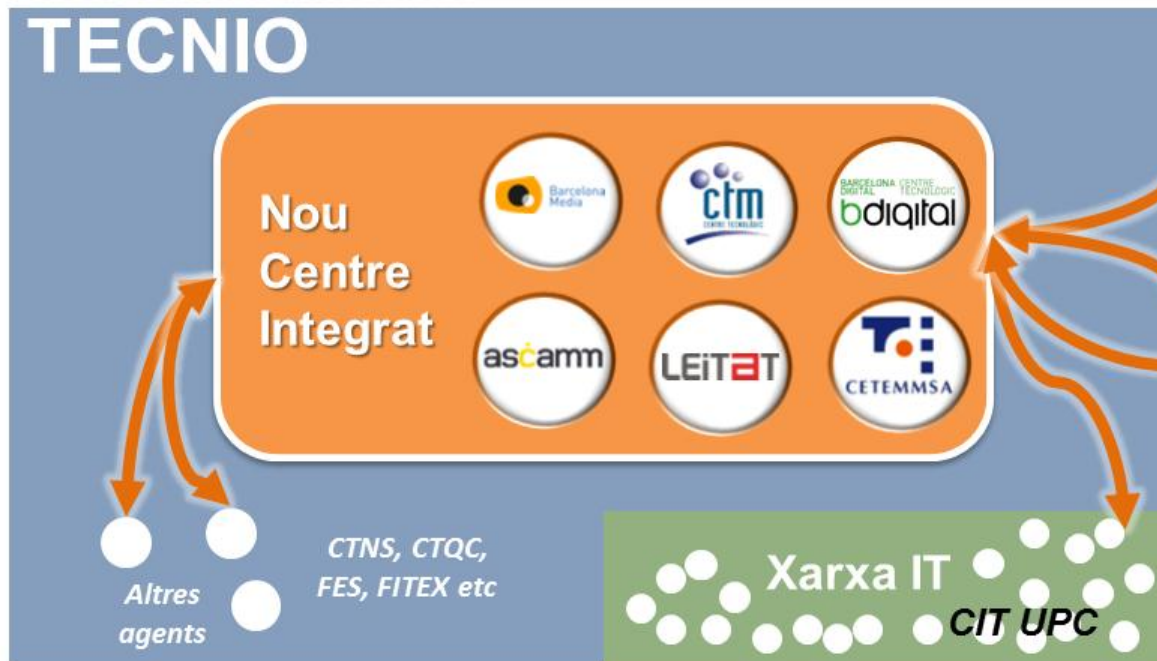 TECNIO
Nou
Centre
Integrat
Barcelona
Media
ctm
CENTRE TECNOLÒGIC
BARCELONA CENTRE
DIGITAL TECNOLÒGIC
bdigital
ascamm
LEiTAT
CETEMMSA
Altres
agents
CTNS, CTQC,
FES, FITEX etc
Xarxa IT
CIT UPC